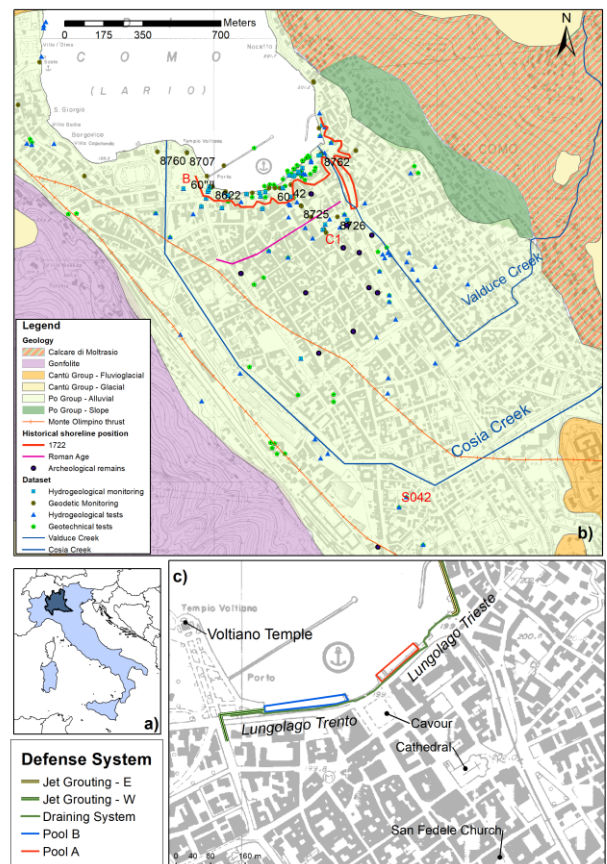 Meters
0 175 350 700
N
C O M O
( L A R I O )
S. Giorgio
Borgovico
Tempio Voltiano
Porto
COMO
8760
8707
8762
B
60"
8622
60
42
8725
8726
C1
Valduce Creek
Cosia Creek
S042
b)
Legend
Geology
Calcare di Moltrasio
Gonfolite
Cantù Group - Fluvioglacial
Cantù Group - Glacial
Po Group - Alluvial
Po Group - Slope
Monte Olimpino thrust
Historical shoreline position
1722
Roman Age
Archeological remains
Dataset
Hydrogeological monitoring
Geodetic Monitoring
Hydrogeological tests
Geotechnical tests
Valduce Creek
Cosia Creek
a)
c)
Tempio Voltiano
Voltiano Temple
Porto
Lungolago Trieste
Lungolago Trento
Cavour
Cathedral
San Fedele Church
0 40 80 160 m
Defense System
Jet Grouting - E
Jet Grouting - W
Draining System
Pool B
Pool A